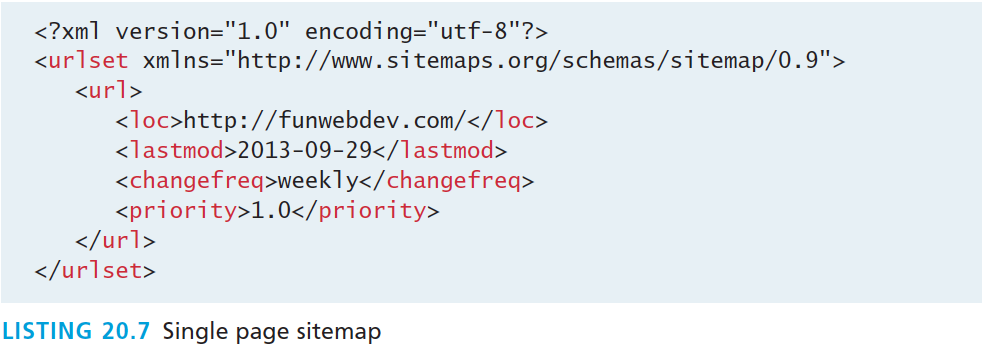 <?xml version="1.0" encoding="utf-8"?>
<urlset xmlns="http://www.sitemaps.org/schemas/sitemap/0.9">
<url>
<loc>http://funwebdev.com/</loc>
<lastmod>2013-09-29</lastmod>
<changefreq>weekly</changefreq>
<priority>1.0</priority>
</url>
</urlset>
LISTING 20.7 Single page sitemap